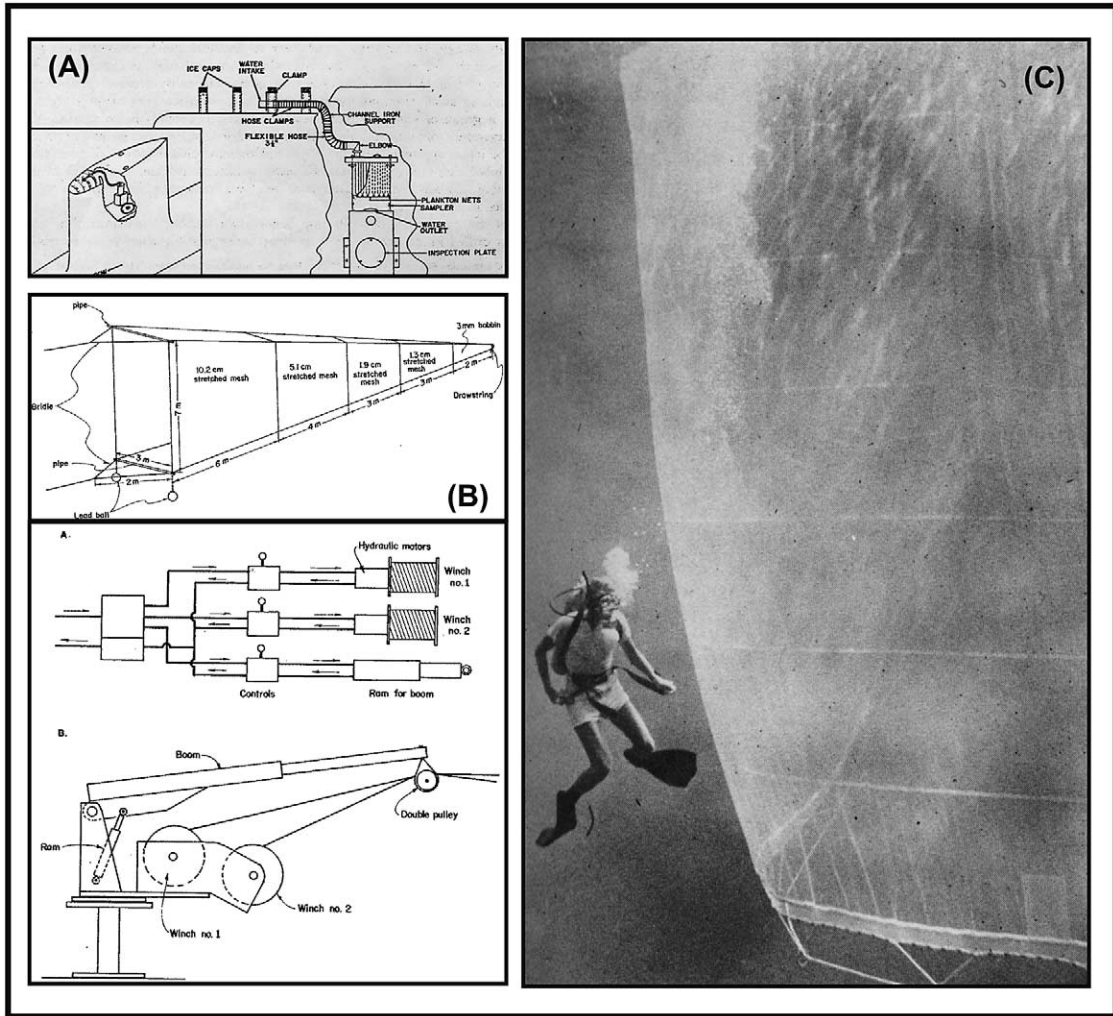 (A)
ICE CAPS
WATER
INTAKE
CLAMP
HOSE CLAMPS
CHANNEL IRON
SUPPORT
FLEXIBLE HOSE
ELBOW
PLANKTON NETS
SAMPLER
WATER
OUTLET
INSPECTION PLATE
(B)
pipe
3mm bobbin
10.2 cm
stretched mesh
5.1 cm
stretched mesh
1.9 cm
stretched
mesh
1.3 cm
stretched
mesh
2 m
3 m
3 m
4 m
6 m
7 m
Drawstring
Bridle
pipe
3 m
2 m
Lead ball
A.
Hydraulic motors
Winch
no. 1
Winch
no. 2
Controls
Ram for boom
B.
Boom
Double pulley
Ram
Winch no. 2
Winch no. 1
(C)